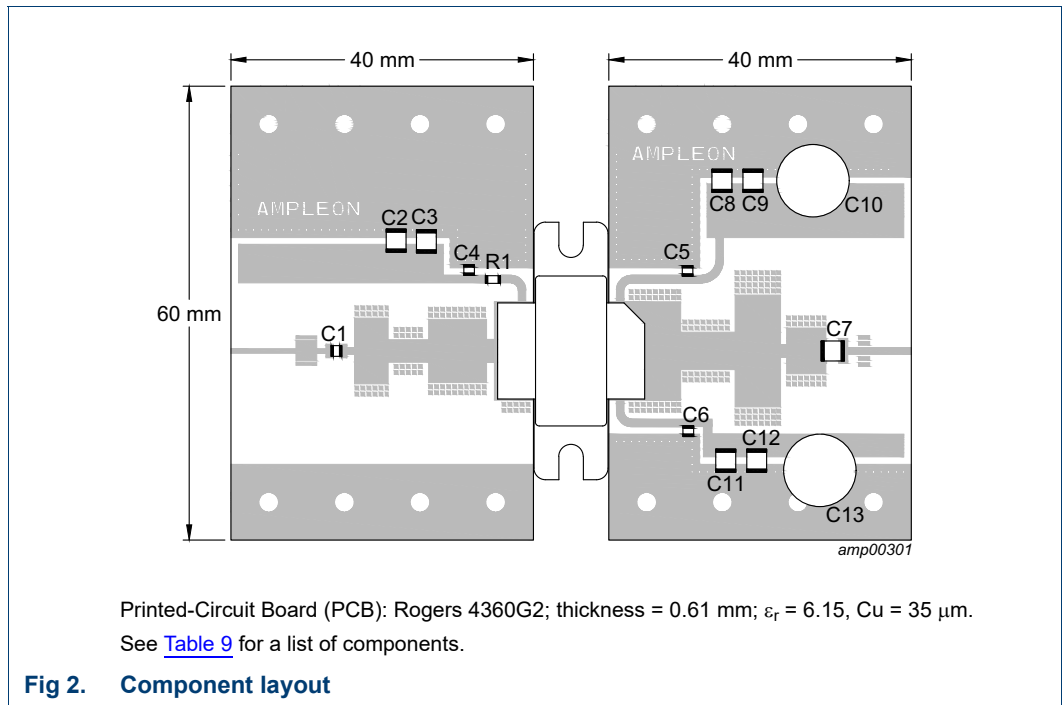 40 mm
40 mm
60 mm
AMPLEON
AMPLEON
C8 C9
C10
C2 C3
C4
R1
C5
C1
C7
C6
C12
C11
C13
amp00301
Printed-Circuit Board (PCB): Rogers 4360G2; thickness = 0.61 mm; εr = 6.15, Cu = 35 μm.
See Table 9 for a list of components.
Fig 2. Component layout